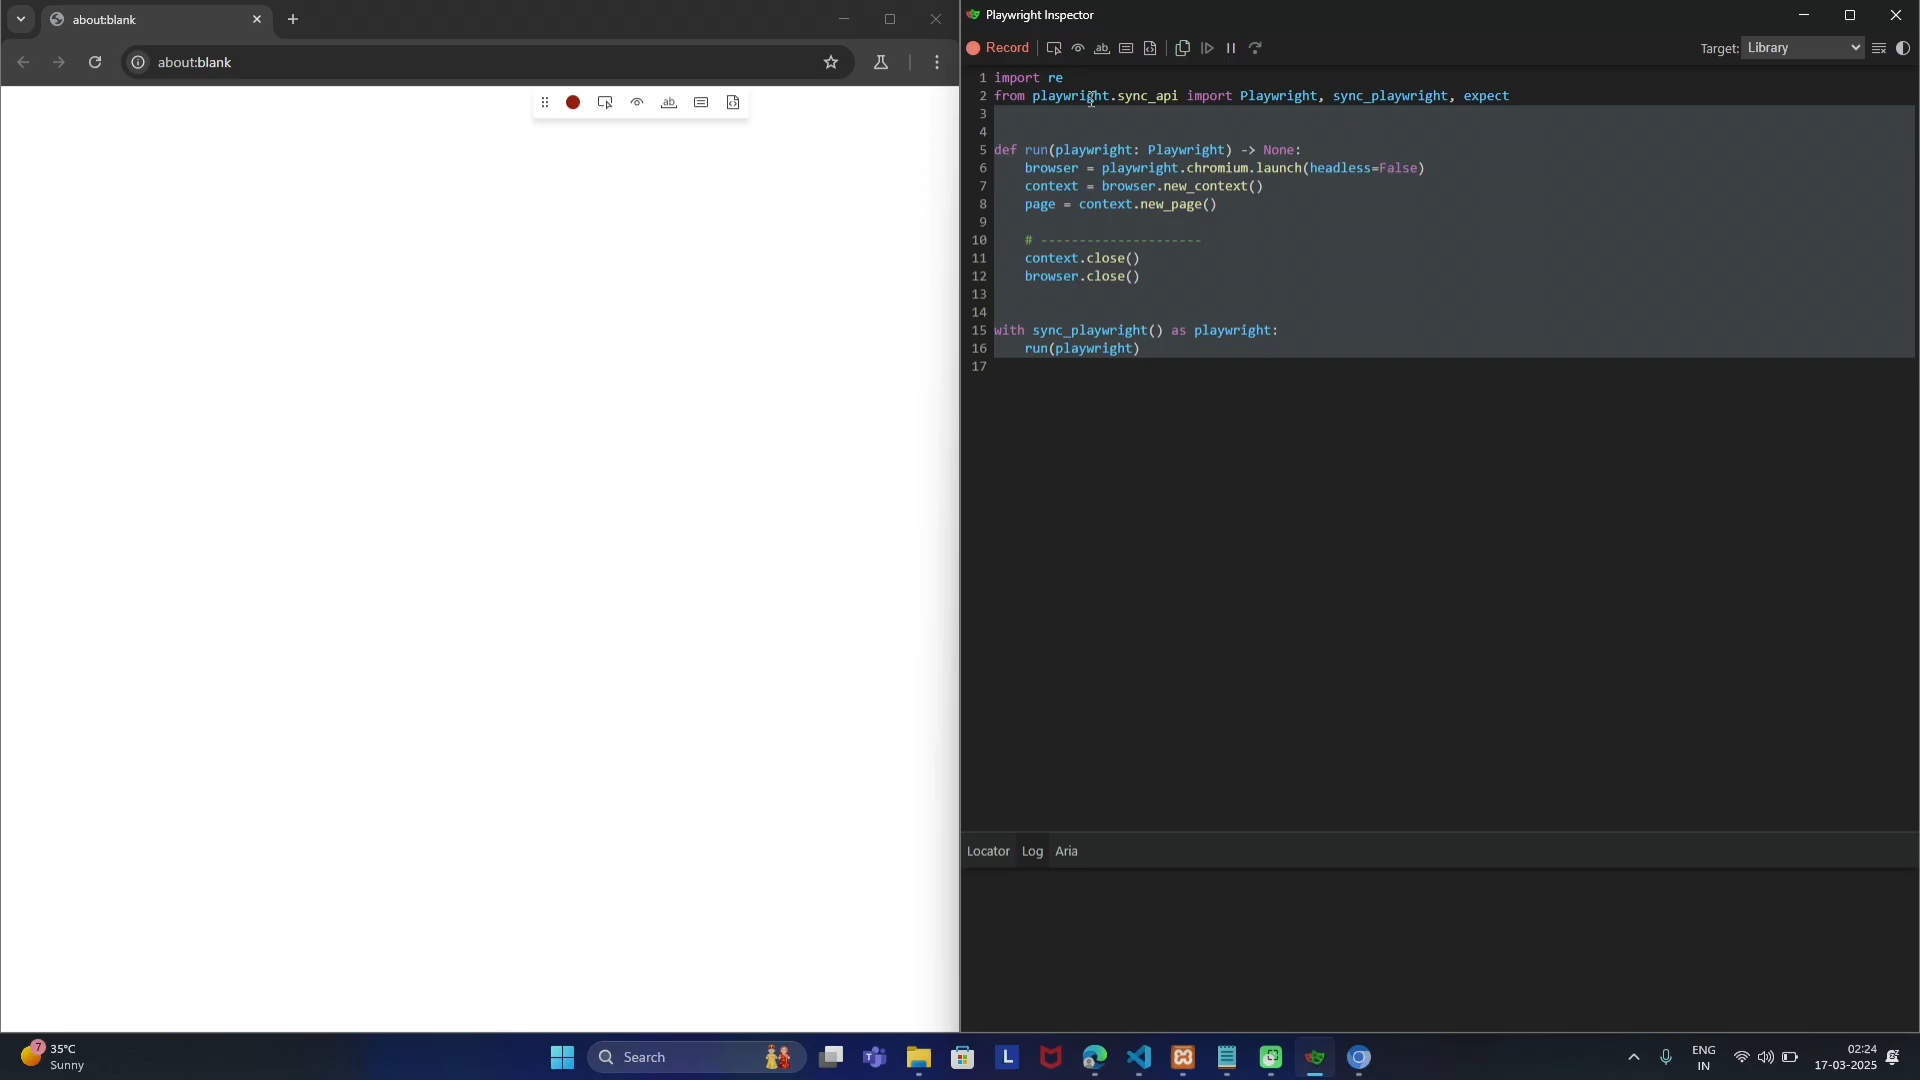 about:blank
about:blank
Playwright Inspector
Record
Target: Library
1 import re
2 from playwright.sync_api import Playwright, sync_playwright, expect
3
4
5 def run(playwright: Playwright) -> None:
6     browser = playwright.chromium.launch(headless=False)
7     context = browser.new_context()
8     page = context.new_page()
9
10     # ---------------------
11     context.close()
12     browser.close()
13
14
15 with sync_playwright() as playwright:
16     run(playwright)
17
Locator Log Aria
7
35°C
Sunny
Search
ENG
IN
02:24
17-03-2025